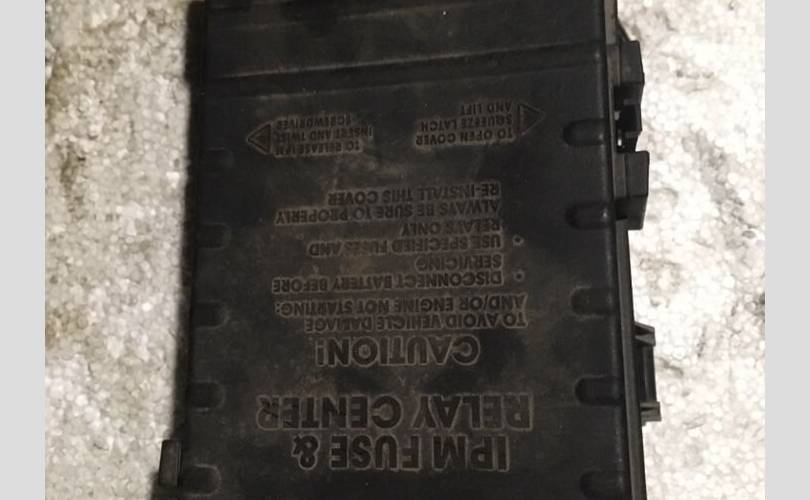 IPM FUSE &
RELAY CENTER
CAUTION!
TO AVOID VEHICLE DAMAGE
AND/OR ENGINE NOT STARTING:
• DISCONNECT BATTERY BEFORE
SERVICING
• USE SPECIFIED FUSES AND
RELAYS ONLY
ALWAYS BE SURE TO PROPERLY
RE-INSTALL THIS COVER
TO OPEN COVER
SQUEEZE LATCH
AND LIFT
TO RELEASE IPM
INSERT AND TWIST
SCREWDRIVER